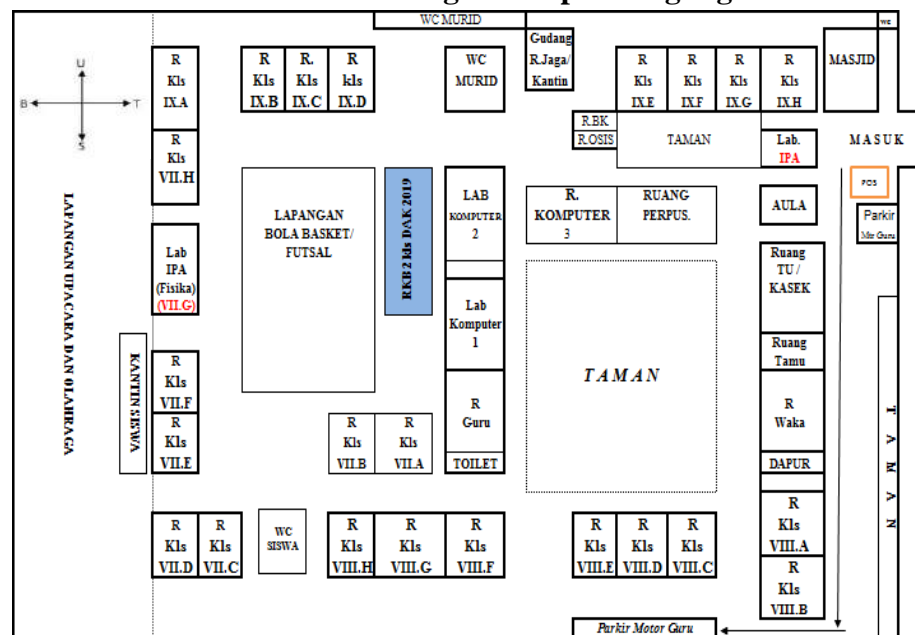 WC MURID
wc
U
B
T
S
R
Kls
IX.A
R
Kls
IX.B
R.
Kls
IX.C
R
kls
IX.D
WC
MURID
Gudang
R.Jaga/
Kantin
R
Kls
IX.E
R
Kls
IX.F
R
Kls
IX.G
R
Kls
IX.H
MASJID
R.BK
R.OSIS
TAMAN
Lab.
IPA
MASUK
R
Kls
VII.H
POS
LAPANGAN UPACARA DAN OLAHRAGA
LAPANGAN
BOLA BASKET/
FUTSAL
RKB 2 kls DAK 2019
LAB
KOMPUTER
2
R.
KOMPUTER
3
RUANG
PERPUS.
AULA
Parkir
Mtr Guru
Lab
IPA
(Fisika)
(VII.G)
Lab
Komputer
1
Ruang
TU /
KASEK
Ruang
Tamu
TAMAN
KANTIN SISWA
R
Kls
VII.F
R
Kls
VII.E
R
Kls
VII.B
R
Kls
VII.A
R
Guru
TOILET
R
Waka
DAPUR
TAMAN
R
Kls
VII.D
R
Kls
VII.C
WC
SISWA
R
Kls
VIII.H
R
Kls
VIII.G
R
Kls
VIII.F
R
Kls
VIII.E
R
Kls
VIII.D
R
Kls
VIII.C
R
Kls
VIII.A
R
Kls
VIII.B
Parkir Motor Guru